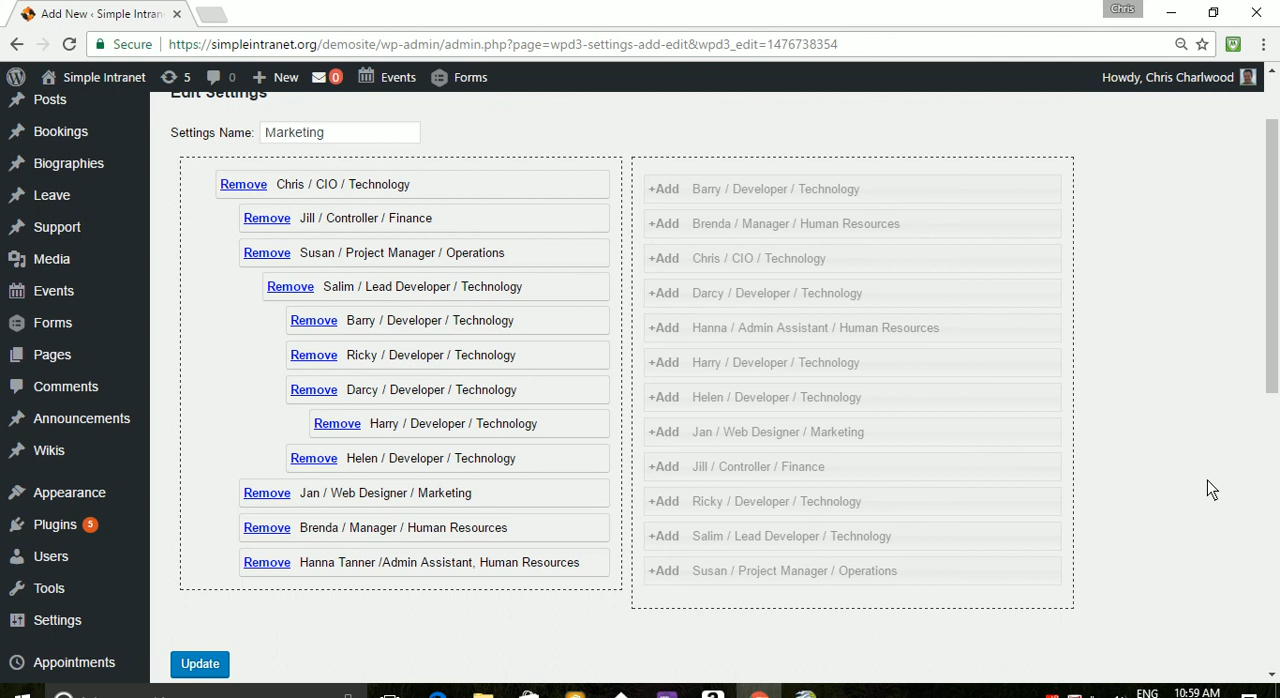 Add New ‹ Simple Intran
Chris
Secure
https://simpleintranet.org/demosite/wp-admin/admin.php?page=wpd3-settings-add-edit&wpd3_edit=1476738354
Simple Intranet
5
0
New
0
Events
Forms
Howdy, Chris Charlwood
Posts
Bookings
Biographies
Leave
Support
Media
Events
Forms
Pages
Comments
Announcements
Wikis
Appearance
Plugins 5
Users
Tools
Settings
Appointments
Edit Settings
Settings Name: Marketing
Remove Chris / CIO / Technology
Remove Jill / Controller / Finance
Remove Susan / Project Manager / Operations
Remove Salim / Lead Developer / Technology
Remove Barry / Developer / Technology
Remove Ricky / Developer / Technology
Remove Darcy / Developer / Technology
Remove Harry / Developer / Technology
Remove Helen / Developer / Technology
Remove Jan / Web Designer / Marketing
Remove Brenda / Manager / Human Resources
Remove Hanna Tanner /Admin Assistant, Human Resources
+Add Barry / Developer / Technology
+Add Brenda / Manager / Human Resources
+Add Chris / CIO / Technology
+Add Darcy / Developer / Technology
+Add Hanna / Admin Assistant / Human Resources
+Add Harry / Developer / Technology
+Add Helen / Developer / Technology
+Add Jan / Web Designer / Marketing
+Add Jill / Controller / Finance
+Add Ricky / Developer / Technology
+Add Salim / Lead Developer / Technology
+Add Susan / Project Manager / Operations
Update
ENG
10:59 AM